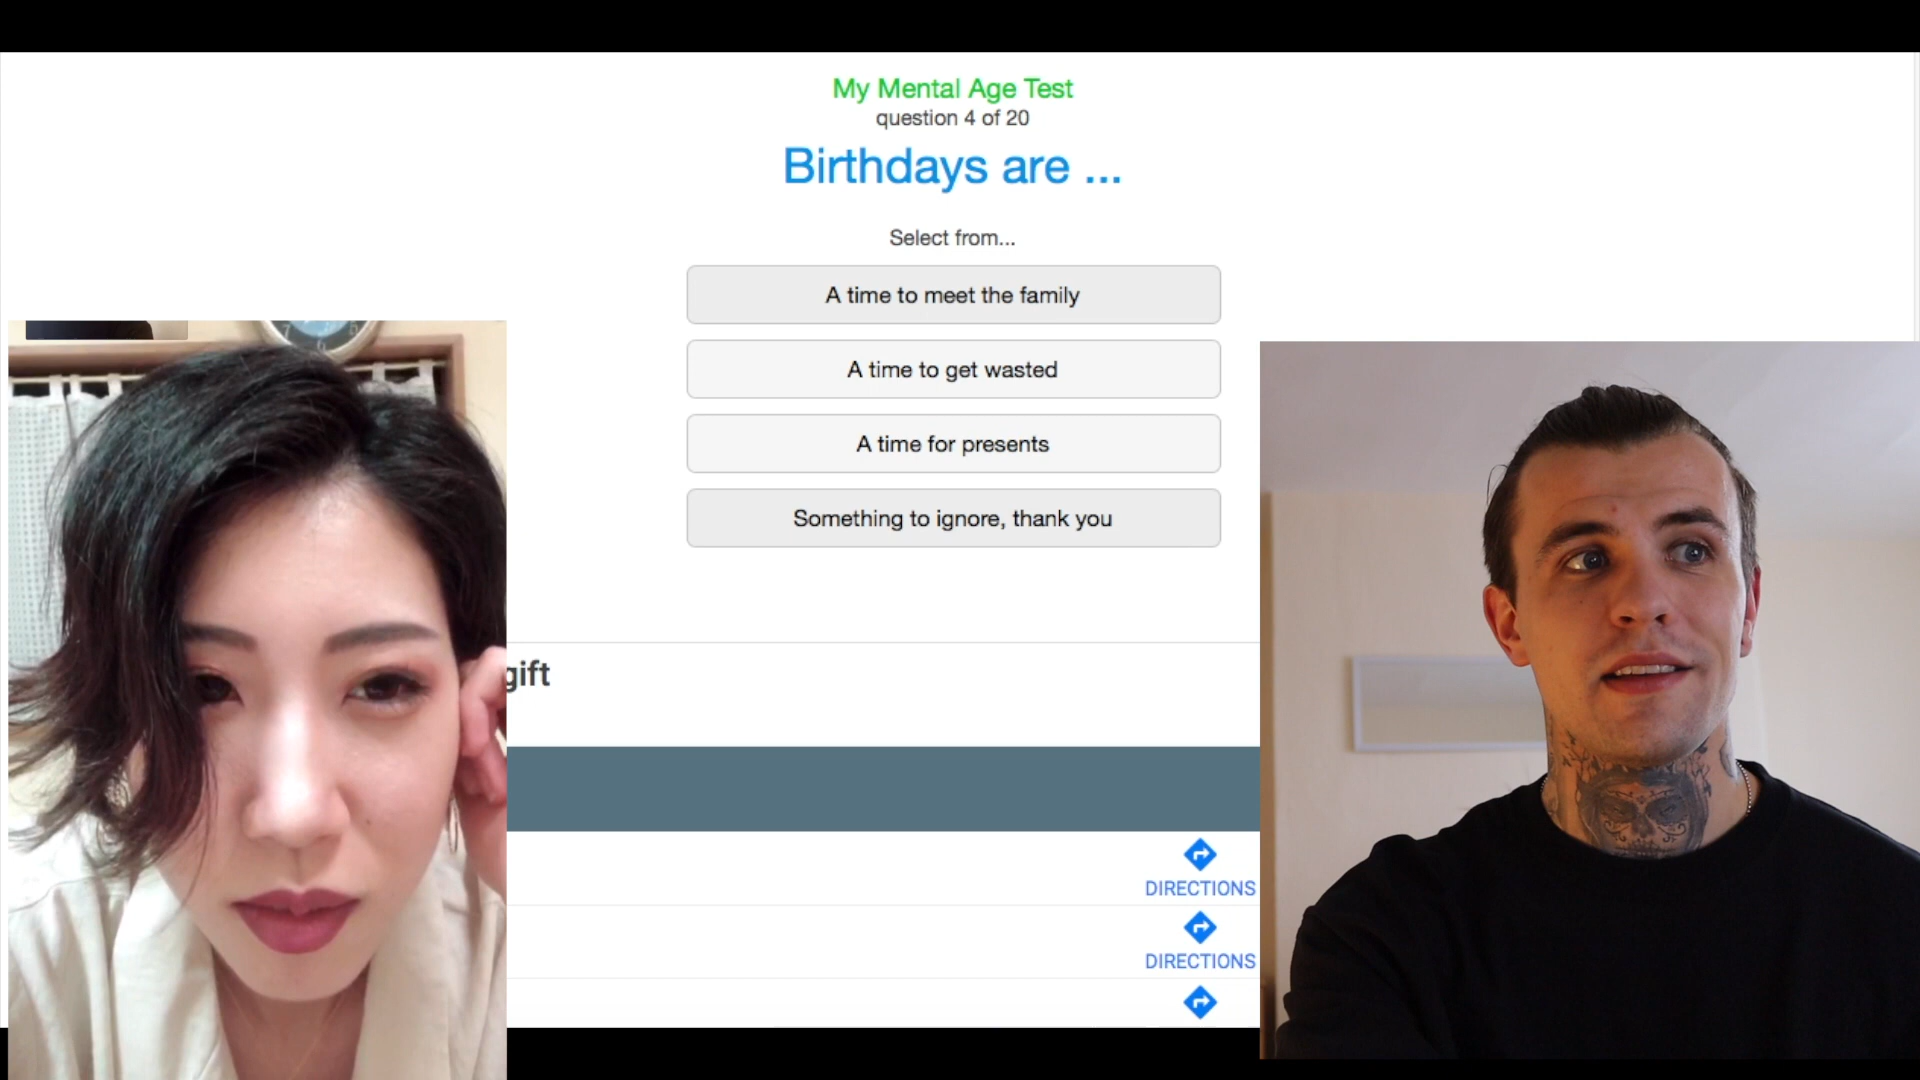 My Mental Age Test
question 4 of 20
Birthdays are ...
Select from...
A time to meet the family
A time to get wasted
A time for presents
Something to ignore, thank you
gift
DIRECTIONS
DIRECTIONS